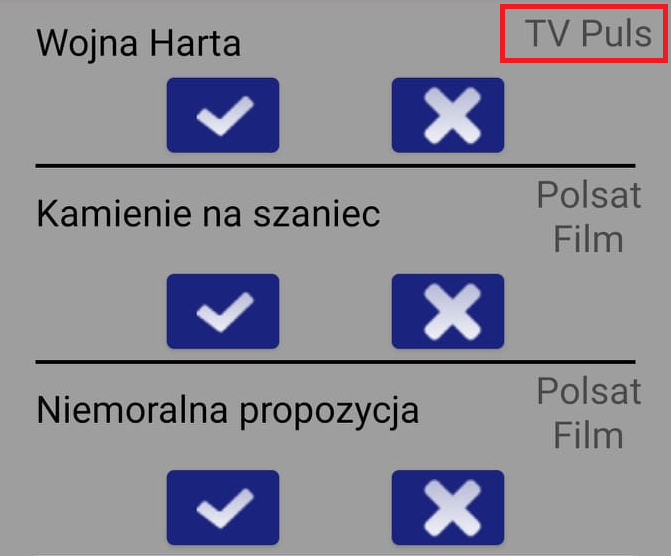 Wojna Harta
TV Puls
Kamienie na szaniec
Polsat
Film
Niemoralna propozycja
Polsat
Film